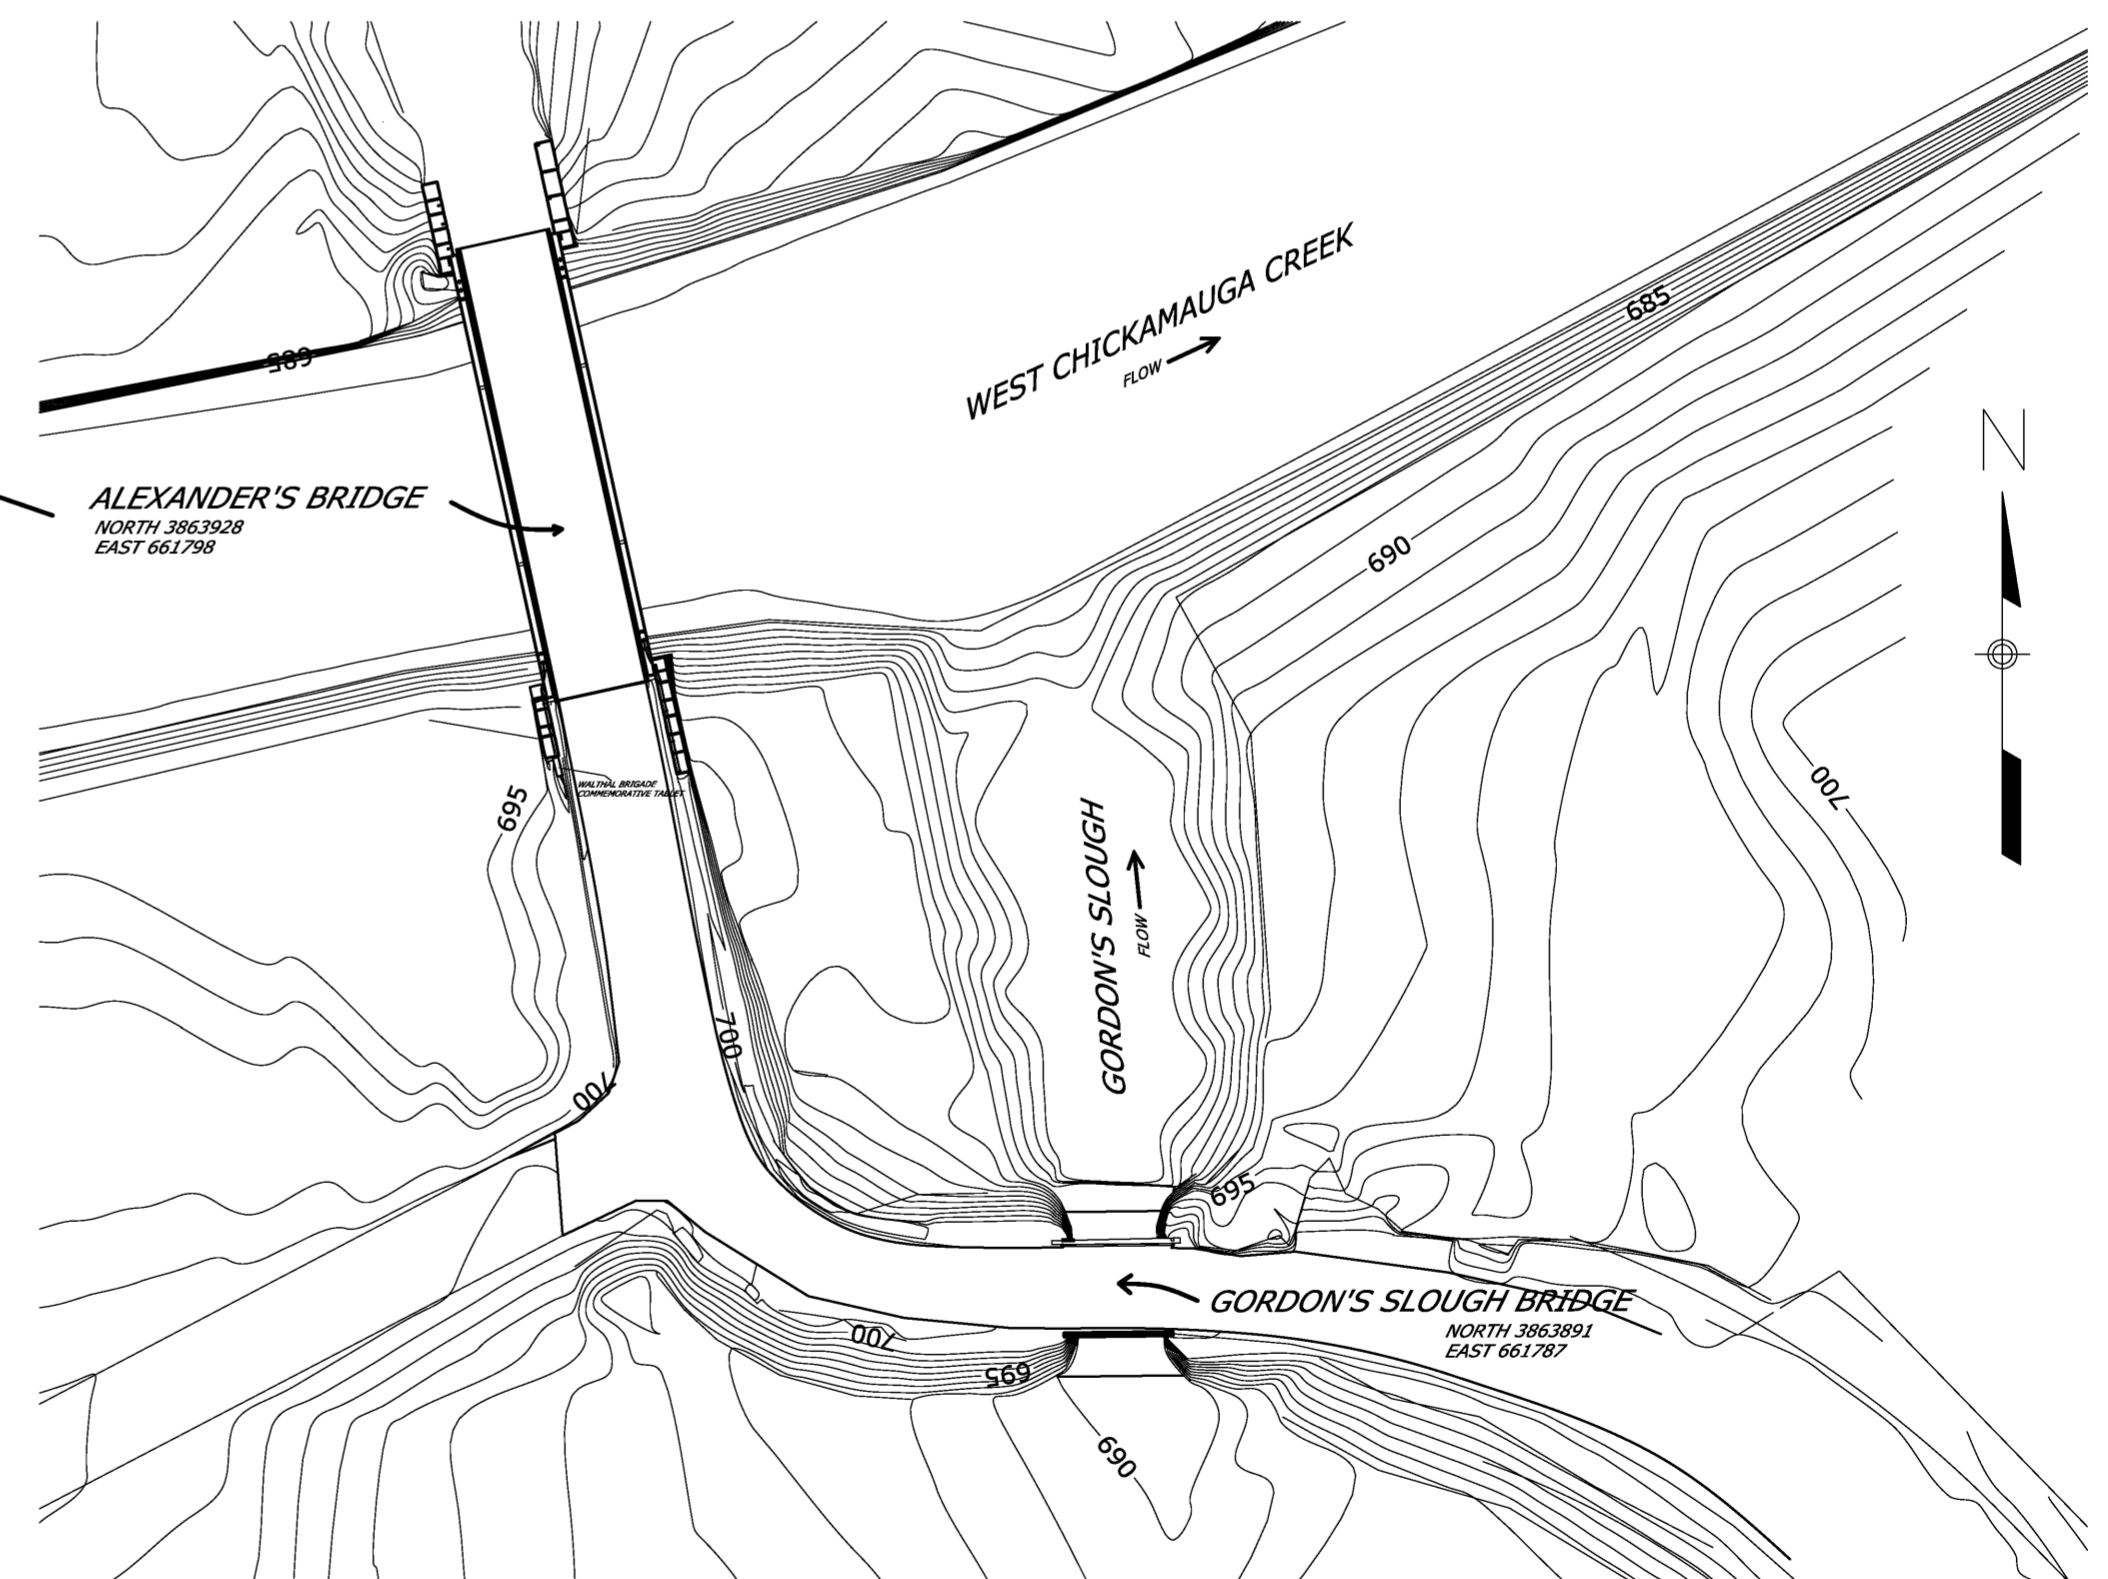 N
WEST CHICKAMAUGA CREEK
FLOW
685
685
ALEXANDER'S BRIDGE
NORTH 3863928
EAST 661798
690
WALTHAL BRIGADE
COMMEMORATIVE TABLET
695
700
GORDON'S SLOUGH
FLOW
700
700
695
GORDON'S SLOUGH BRIDGE
NORTH 3863891
EAST 661787
700
695
690